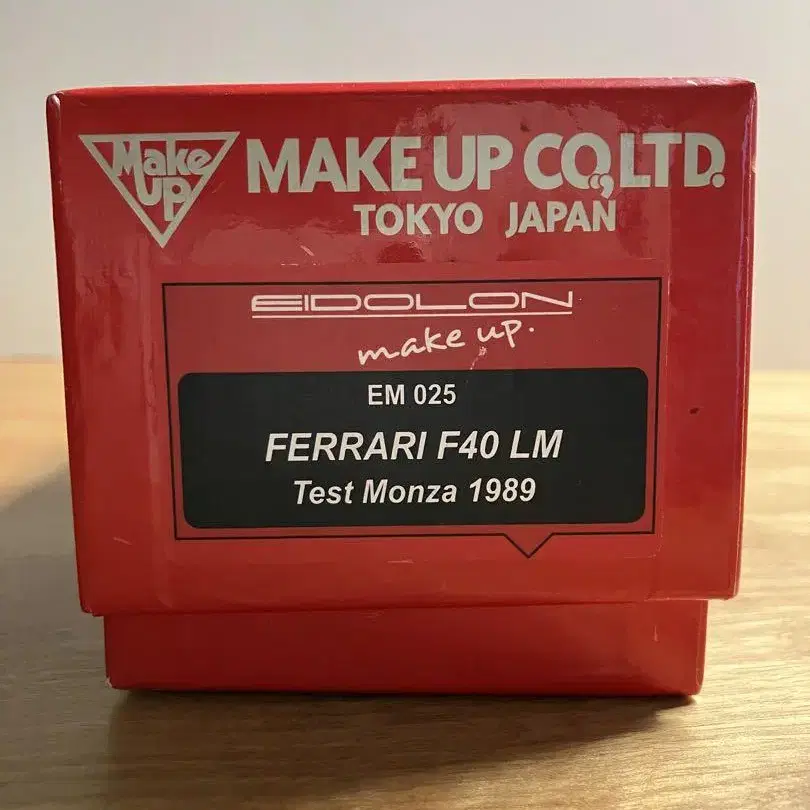 Make
UP
MAKE UP CO., LTD.
TOKYO JAPAN
EIDOLON
make up.
EM 025
FERRARI F40 LM
Test Monza 1989